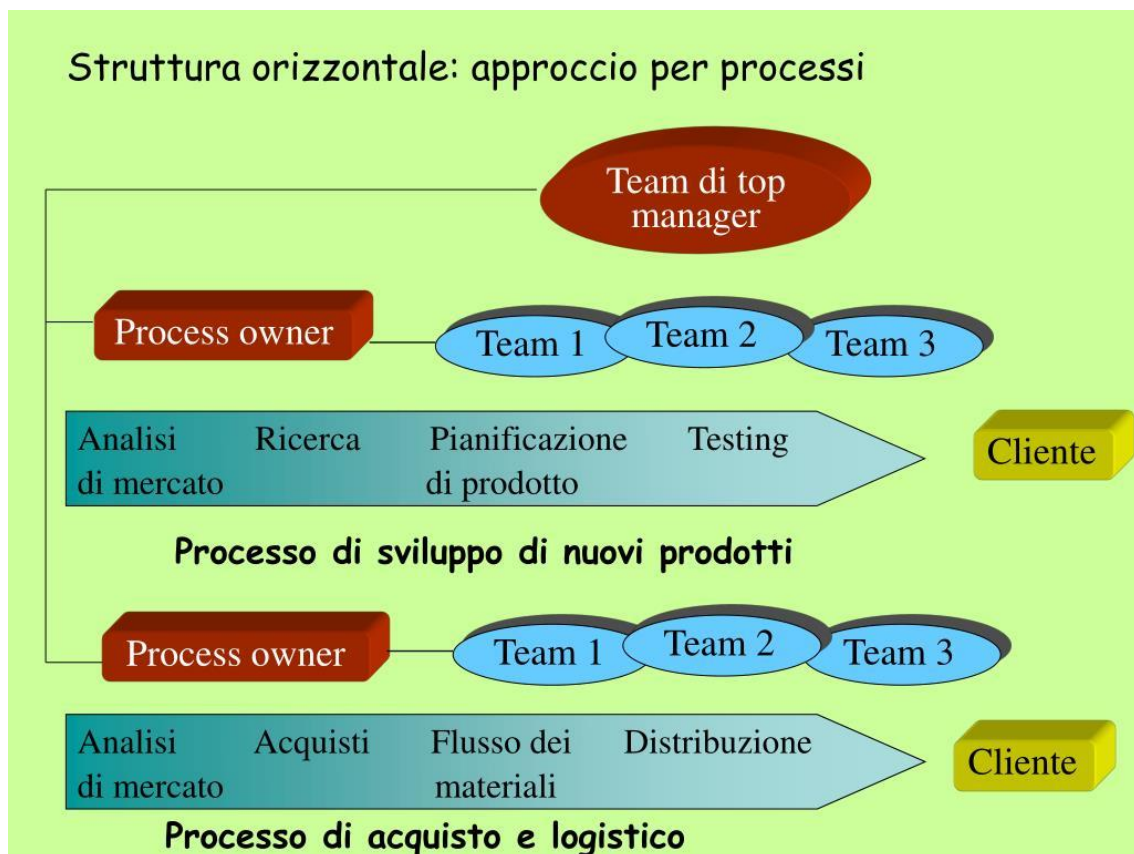 Struttura orizzontale: approccio per processi
Team di top
manager
Process owner
Team 1
Team 2
Team 3
Analisi Ricerca Pianificazione Testing
di mercato di prodotto
Cliente
Processo di sviluppo di nuovi prodotti
Process owner
Team 1
Team 2
Team 3
Analisi Acquisti Flusso dei Distribuzione
di mercato materiali
Cliente
Processo di acquisto e logistico